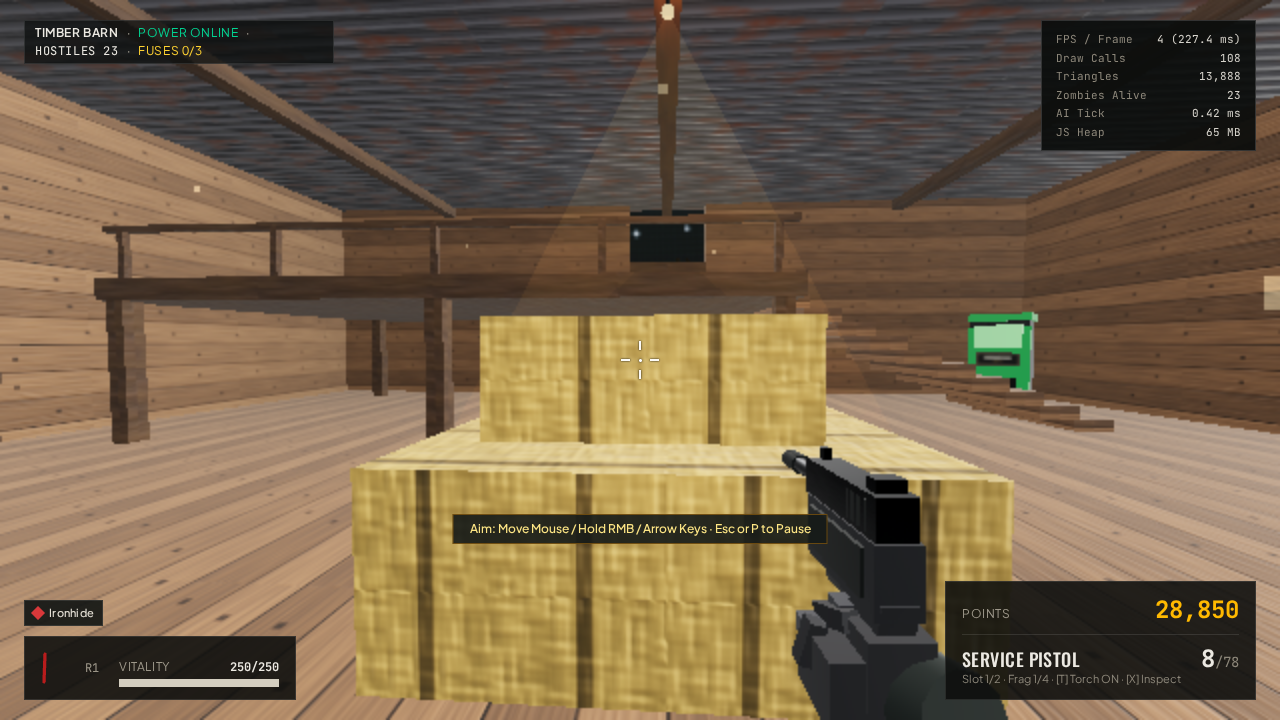 TIMBER BARN · POWER ONLINE ·
HOSTILES 23 · FUSES 0/3
FPS / Frame 4 (227.4 ms)
Draw Calls 108
Triangles 13,888
Zombies Alive 23
AI Tick 0.42 ms
JS Heap 65 MB
Aim: Move Mouse / Hold RMB / Arrow Keys · Esc or P to Pause
Ironhide
R1 VITALITY 250/250
POINTS 28,850
SERVICE PISTOL 8/78
Slot 1/2 · Frag 1/4 · [T] Torch ON · [X] Inspect